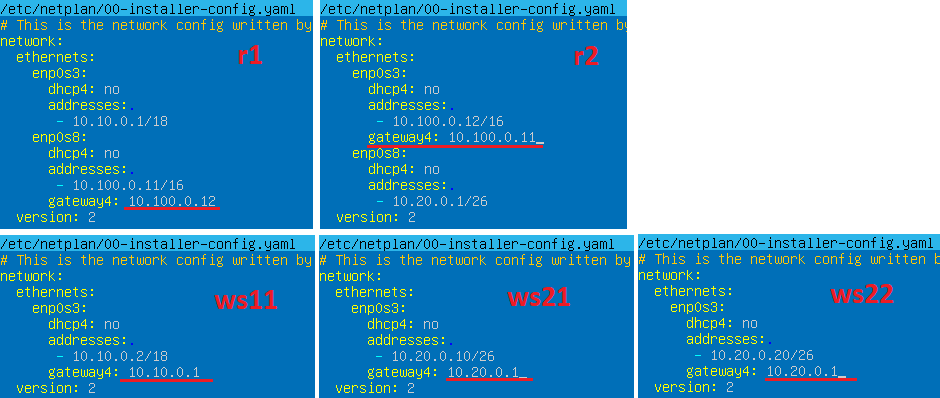 /etc/netplan/00-installer-config.yaml
# This is the network config written by
network:
  ethernets:
    enp0s3:
      dhcp4: no
      addresses:.
       - 10.10.0.1/18
    enp0s8:
      dhcp4: no
      addresses:.
       - 10.100.0.11/16
      gateway4: 10.100.0.12
  version: 2
r1
/etc/netplan/00-installer-config.yaml
# This is the network config written by
network:
  ethernets:
    enp0s3:
      dhcp4: no
      addresses:.
       - 10.100.0.12/16
      gateway4: 10.100.0.11_
    enp0s8:
      dhcp4: no
      addresses:.
       - 10.20.0.1/26
  version: 2
r2
/etc/netplan/00-installer-config.yaml
# This is the network config written by
network:
  ethernets:
    enp0s3:
      dhcp4: no
      addresses:.
       - 10.10.0.2/18
      gateway4: 10.10.0.1
  version: 2
ws11
/etc/netplan/00-installer-config.yaml
# This is the network config written by
network:
  ethernets:
    enp0s3:
      dhcp4: no
      addresses:.
       - 10.20.0.10/26
      gateway4: 10.20.0.1_
  version: 2
ws21
/etc/netplan/00-installer-config.yaml
# This is the network config written by
network:
  ethernets:
    enp0s3:
      dhcp4: no
      addresses:.
       - 10.20.0.20/26
      gateway4: 10.20.0.1_
  version: 2
ws22